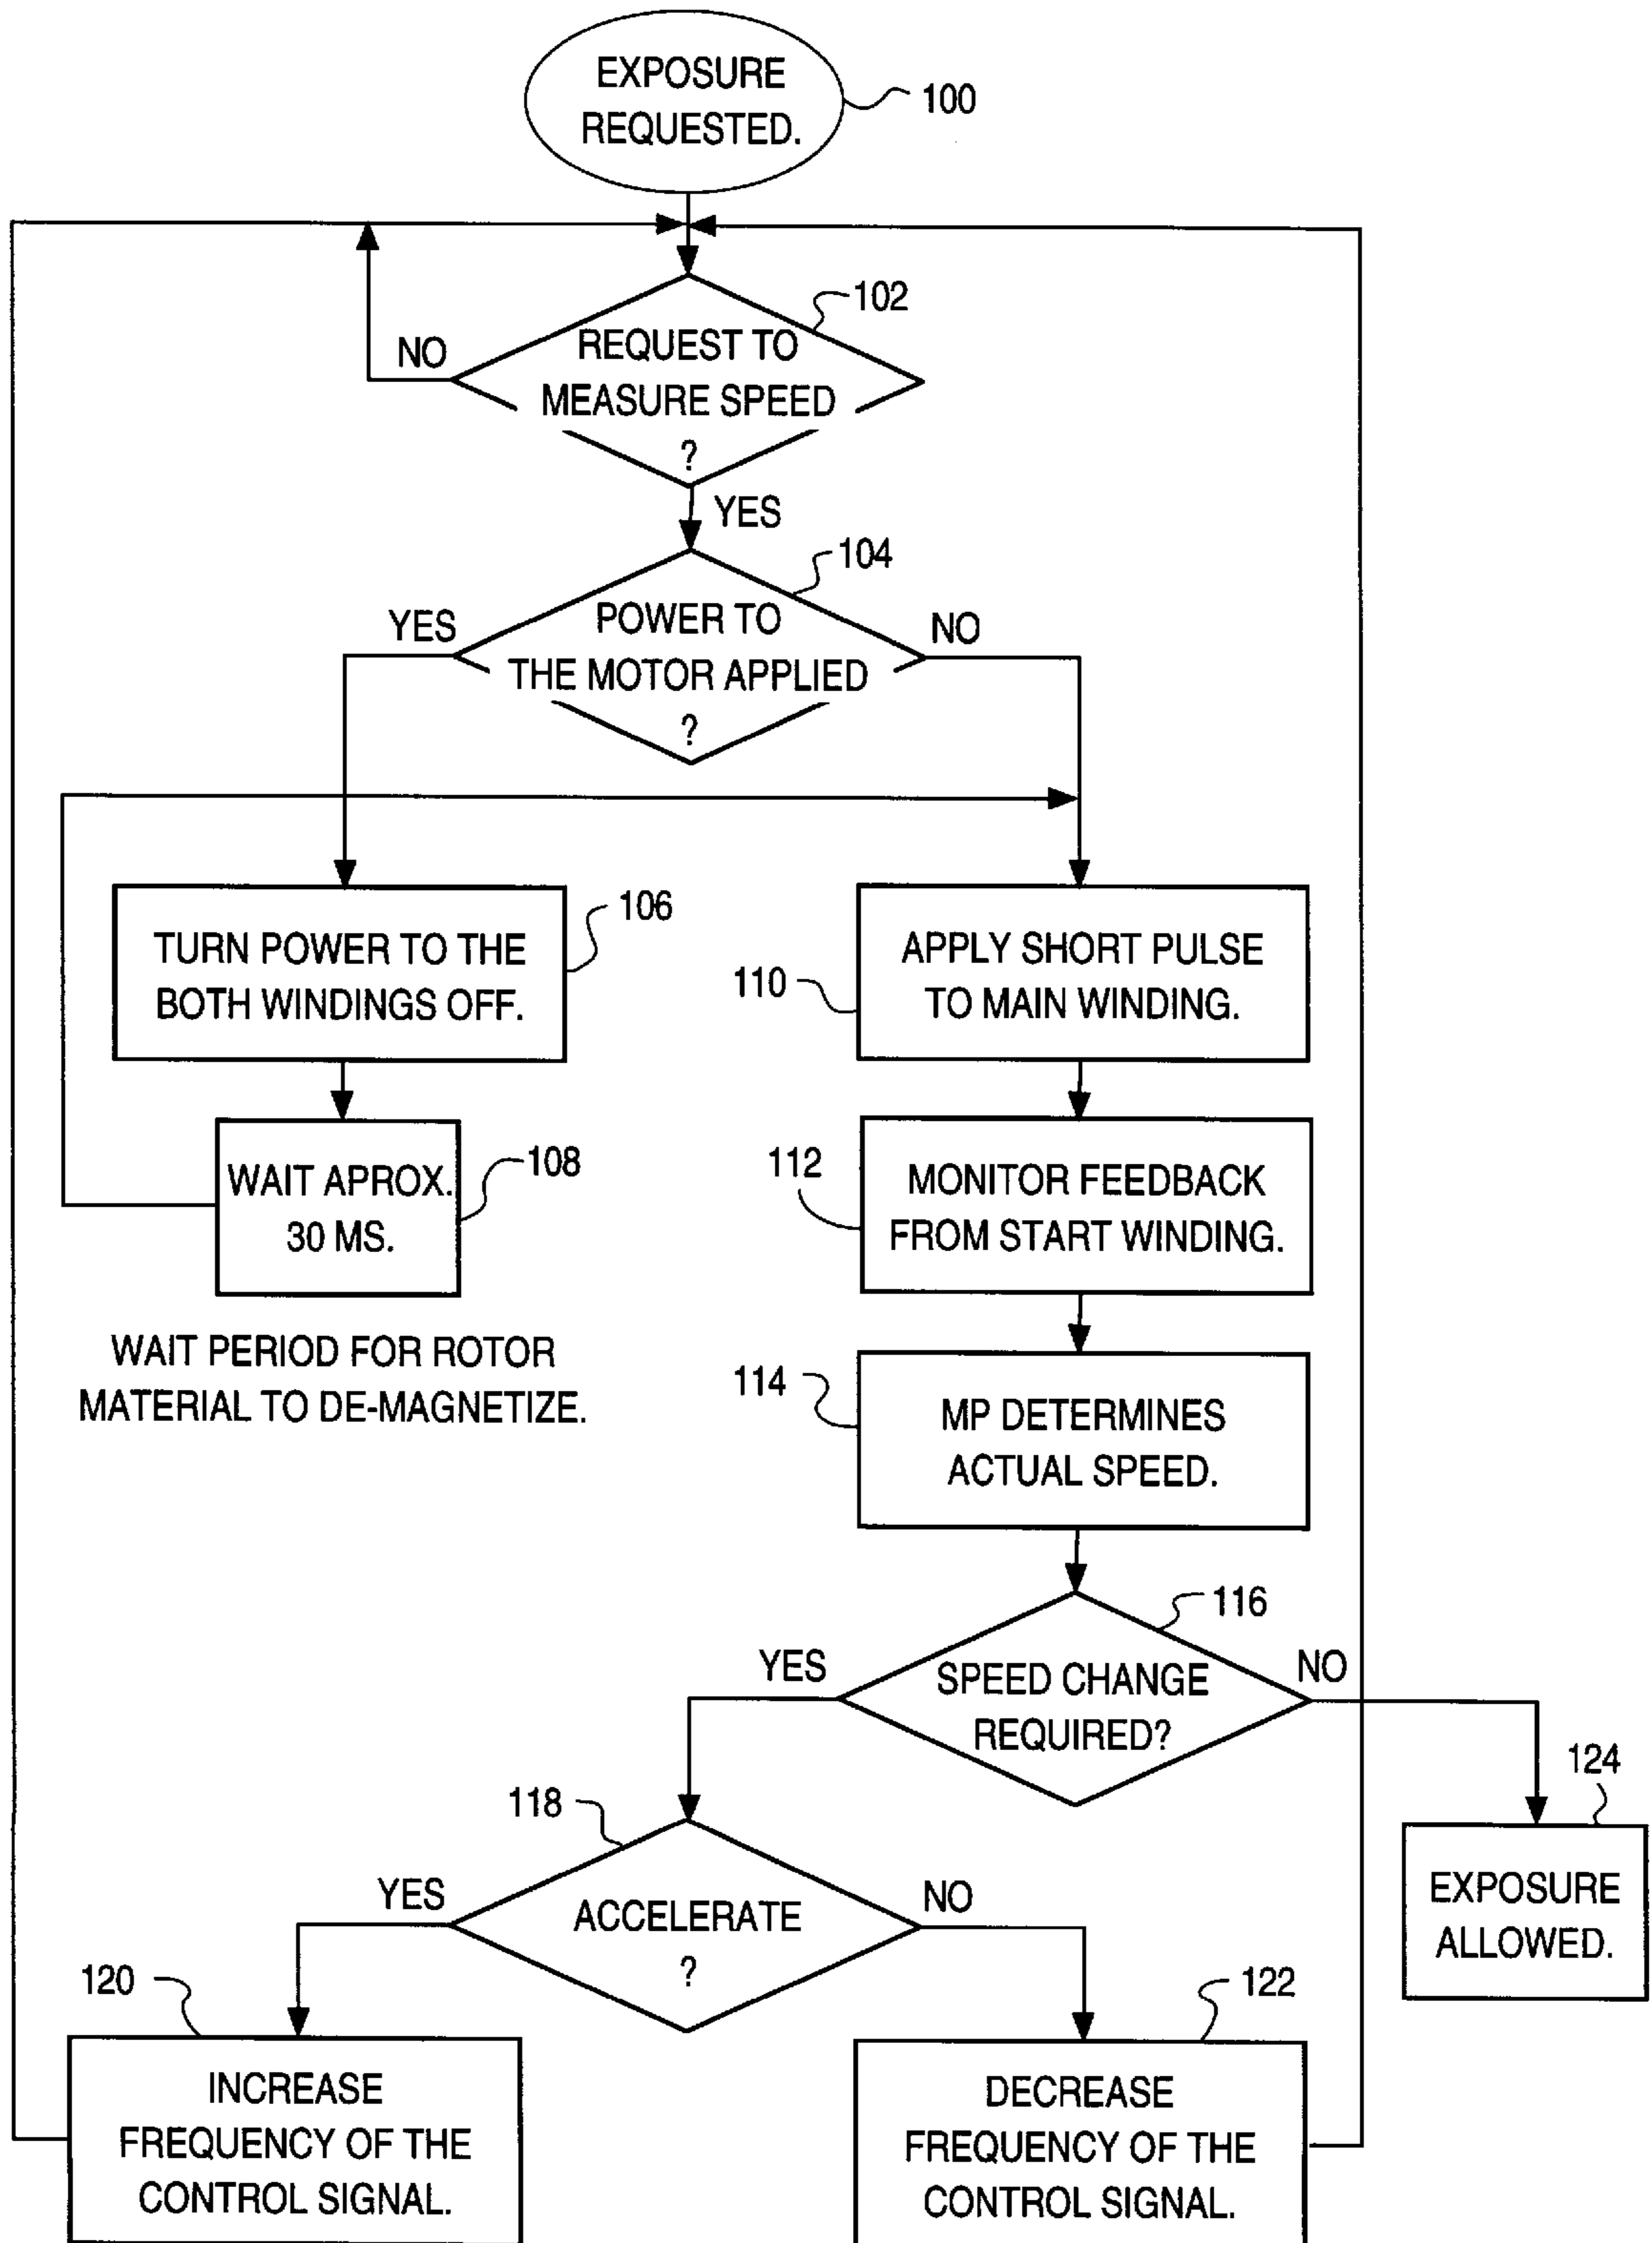 EXPOSURE
REQUESTED.
100
102
REQUEST TO
MEASURE SPEED
?
NO
YES
104
POWER TO
THE MOTOR APPLIED
?
YES
NO
106
TURN POWER TO THE
BOTH WINDINGS OFF.
110
APPLY SHORT PULSE
TO MAIN WINDING.
108
WAIT APROX.
30 MS.
112
MONITOR FEEDBACK
FROM START WINDING.
WAIT PERIOD FOR ROTOR
MATERIAL TO DE-MAGNETIZE.
114
MP DETERMINES
ACTUAL SPEED.
116
YES
SPEED CHANGE
REQUIRED?
NO
124
EXPOSURE
ALLOWED.
118
YES
ACCELERATE
?
NO
120
INCREASE
FREQUENCY OF THE
CONTROL SIGNAL.
122
DECREASE
FREQUENCY OF THE
CONTROL SIGNAL.